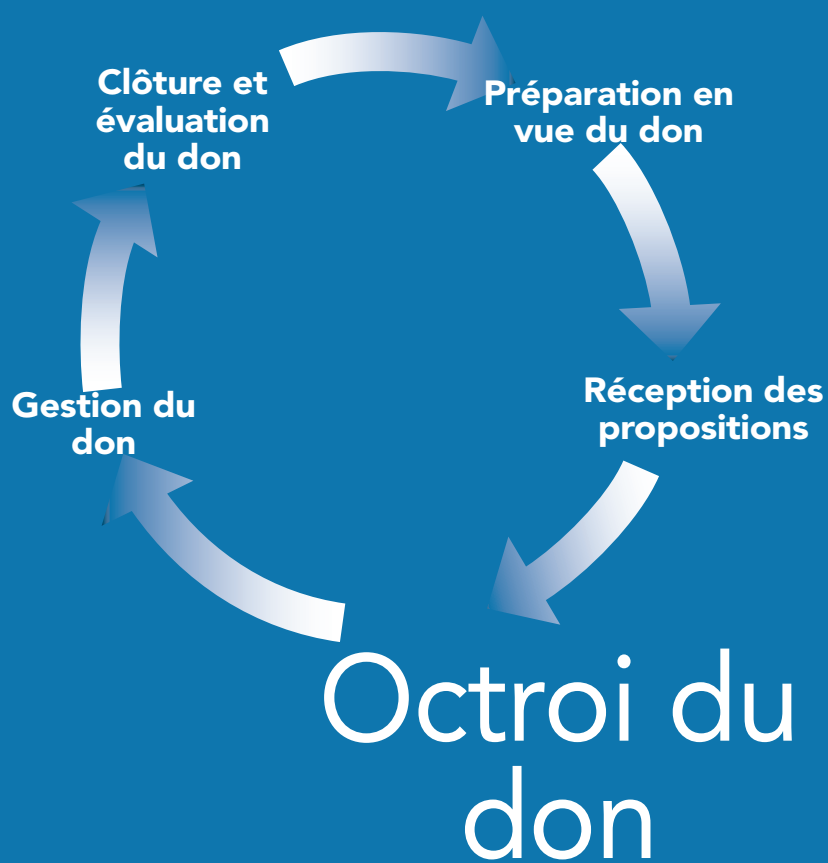 Clôture et
évaluation
du don
Préparation en
vue du don
Réception des
propositions
Octroi du
don
Gestion du
don